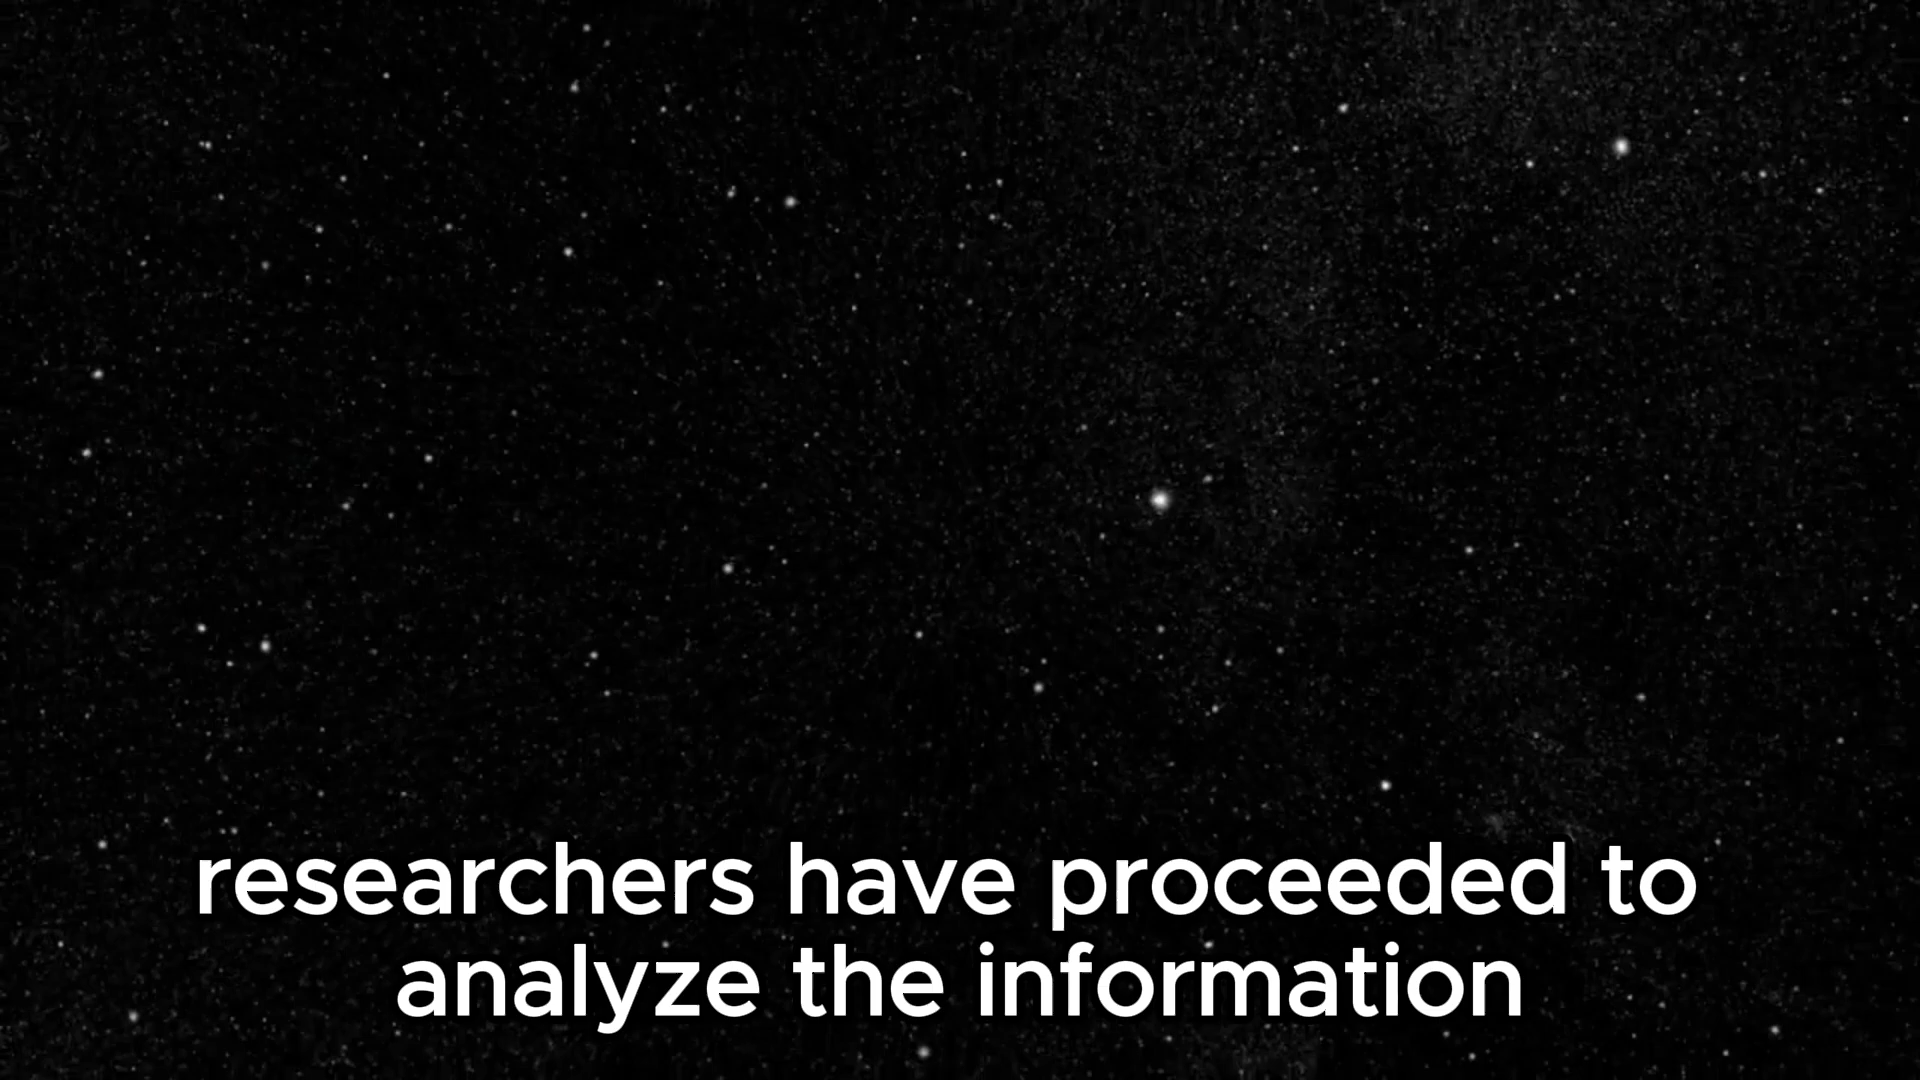 researchers have proceeded to
analyze the information